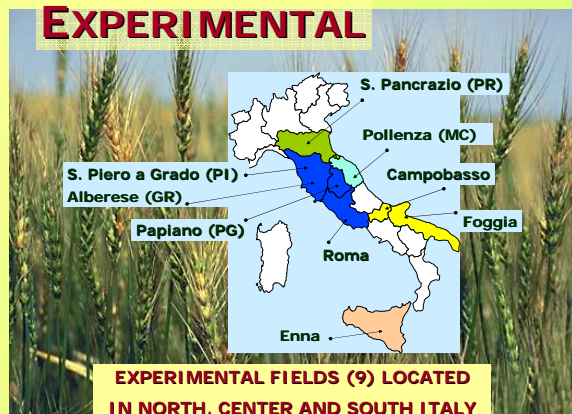 EXPERIMENTAL
S. Pancrazio (PR)
Pollenza (MC)
S. Piero a Grado (PI)
Campobasso
Alberese (GR)
Foggia
Papiano (PG)
Roma
Enna
EXPERIMENTAL FIELDS (9) LOCATED
IN NORTH, CENTER AND SOUTH ITALY